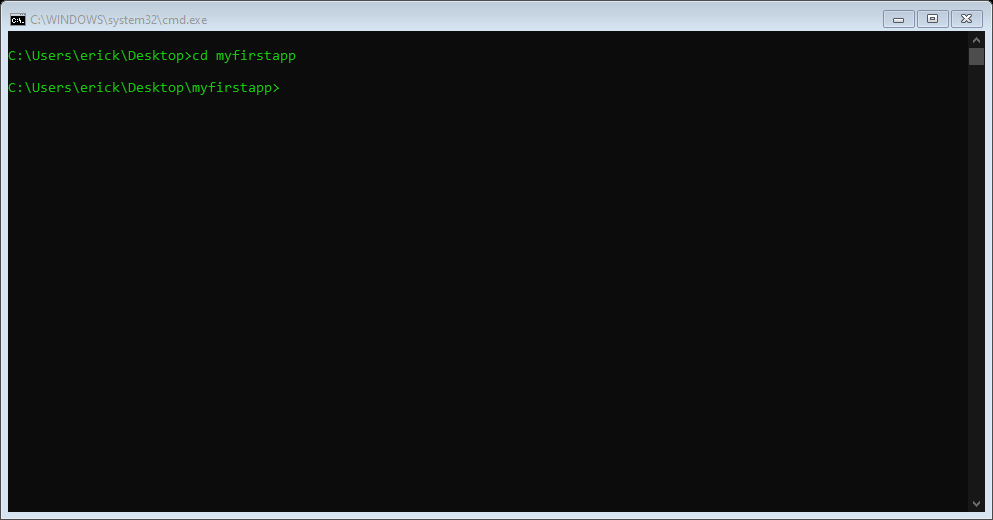 C:\WINDOWS\system32\cmd.exe
C:\Users\erick\Desktop>cd myfirstapp
C:\Users\erick\Desktop\myfirstapp>